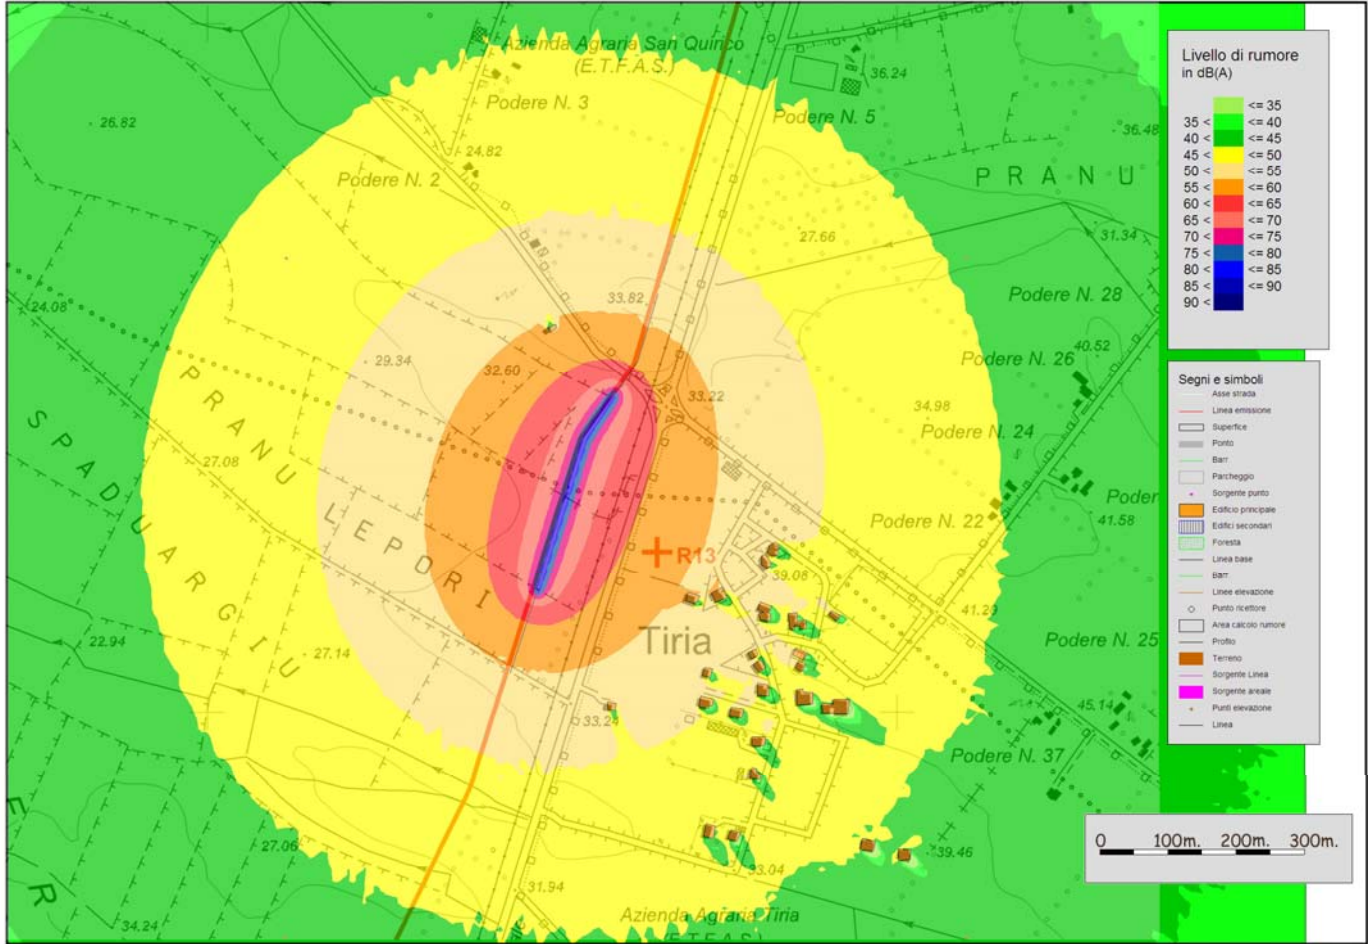 Azienda Agraria San Quirico
(E.T.F.A.S.)
36.24
Podere N. 3
Podere N. 5
26.82
36.48
24.82
Podere N. 2
PRANU
31.34
27.66
Podere N. 28
33.82
24.08
40.52
Podere N. 26
29.34
32.60
33.22
34.98
Podere N. 24
PRANU LEPORI
SPADUARGIU
27.08
Poder
41.58
Podere N. 22
R13
39.08
41.20
22.94
27.14
Tiria
Podere N. 25
33.24
45.14
Podere N. 37
27.06
39.46
33.04
31.94
34.24
Azienda Agraria Tiria
(E.T.F.A.S.)
E R
Livello di rumore
in dB(A)
<= 35
35 < <= 40
40 < <= 45
45 < <= 50
50 < <= 55
55 < <= 60
60 < <= 65
65 < <= 70
70 < <= 75
75 < <= 80
80 < <= 85
85 < <= 90
90 <
Segni e simboli
Asse strada
Linea emissione
Superfice
Ponto
Barr
Parcheggio
Sorgente punto
Edificio principale
Edifici secondari
Foresta
Linea base
Barr
Linee elevazione
Punto ricettore
Area calcolo rumore
Profilo
Terreno
Sorgente Linea
Sorgente areale
Punti elevazione
Linea
0 100m. 200m. 300m.